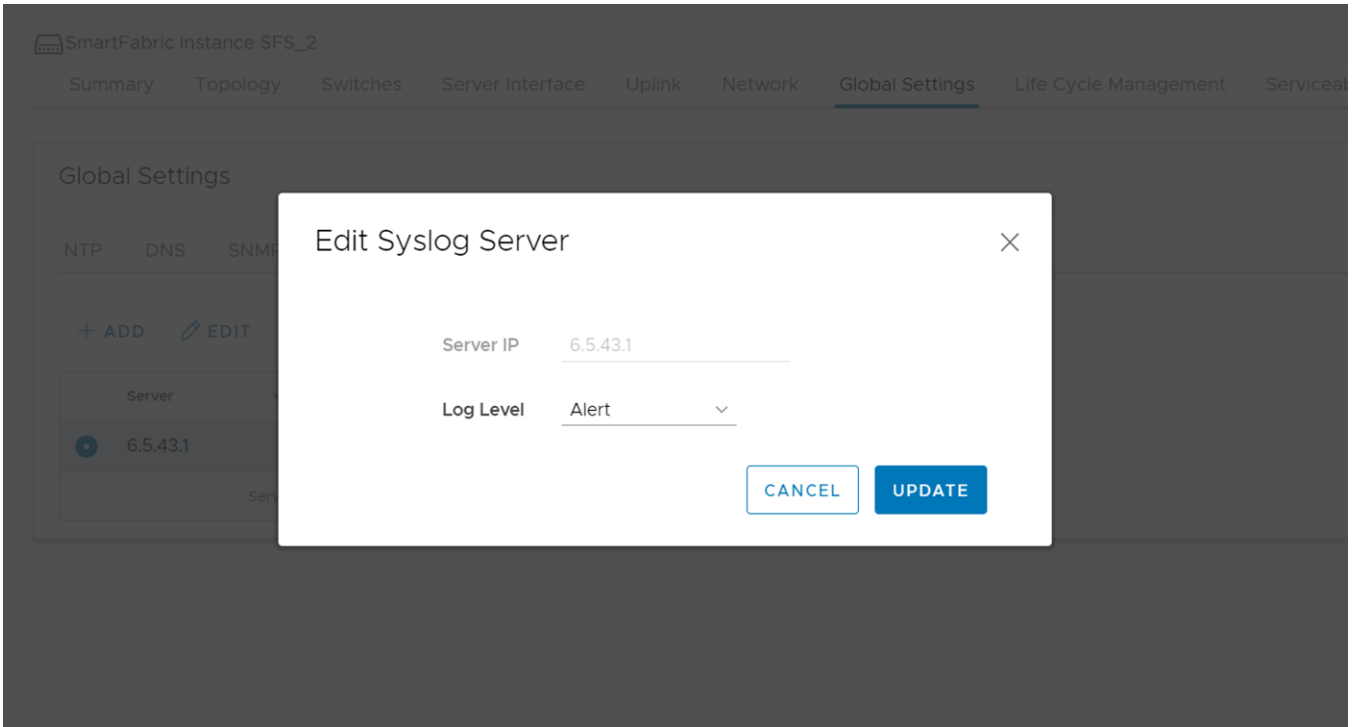 SmartFabric Instance SFS_2
Summary Topology Switches Server Interface Uplink Network Global Settings Life Cycle Management Serviceab
Global Settings
NTP DNS SNMP
Edit Syslog Server
+ ADD EDIT
Server IP 6.5.43.1
Server
Log Level Alert
6.5.43.1
CANCEL UPDATE
Serv